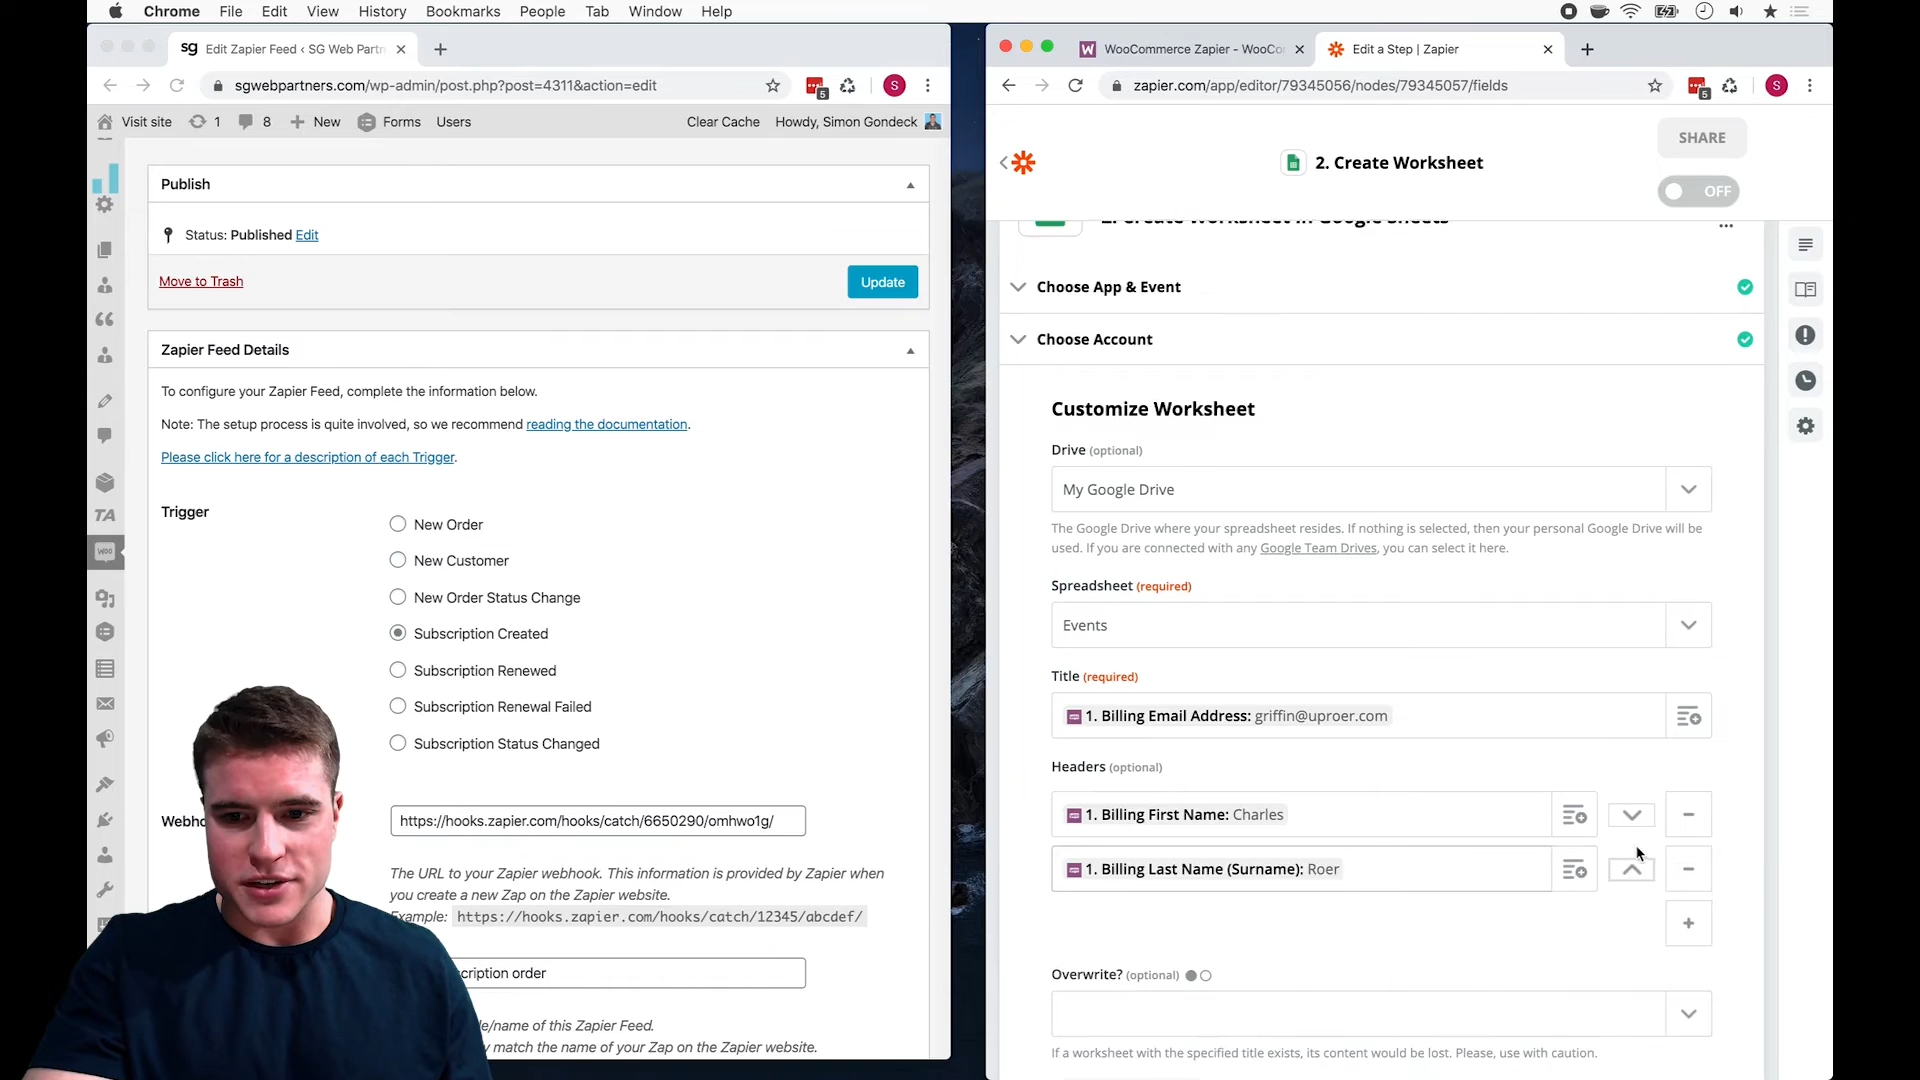 Chrome File Edit View History Bookmarks People Tab Window Help
sg Edit Zapier Feed ‹ SG Web Partn
sgwebpartners.com/wp-admin/post.php?post=4311&action=edit
5
S
Visit site 1 8 New Forms Users Clear Cache Howdy, Simon Gondeck
TA
WOO
Publish
Status: Published Edit
Move to Trash Update
Zapier Feed Details
To configure your Zapier Feed, complete the information below.
Note: The setup process is quite involved, so we recommend reading the documentation.
Please click here for a description of each Trigger.
Trigger
New Order
New Customer
New Order Status Change
Subscription Created
Subscription Renewed
Subscription Renewal Failed
Subscription Status Changed
https://hooks.zapier.com/hooks/catch/6650290/omhwo1g/
The URL to your Zapier webhook. This information is provided by Zapier when
you create a new Zap on the Zapier website.
Example: https://hooks.zapier.com/hooks/catch/12345/abcdef/
cription order
le/name of this Zapier Feed.
match the name of your Zap on the Zapier website.
W WooCommerce Zapier - WooCo
Edit a Step | Zapier
zapier.com/app/editor/79345056/nodes/79345057/fields
5
S
SHARE
2. Create Worksheet
OFF
2. Create Worksheet in Google Sheets
Choose App & Event
Choose Account
Customize Worksheet
Drive (optional)
My Google Drive
The Google Drive where your spreadsheet resides. If nothing is selected, then your personal Google Drive will be
used. If you are connected with any Google Team Drives, you can select it here.
Spreadsheet (required)
Events
Title (required)
1. Billing Email Address: griffin@uproer.com
Headers (optional)
1. Billing First Name: Charles
1. Billing Last Name (Surname): Roer
Overwrite? (optional)
If a worksheet with the specified title exists, its content would be lost. Please, use with caution.